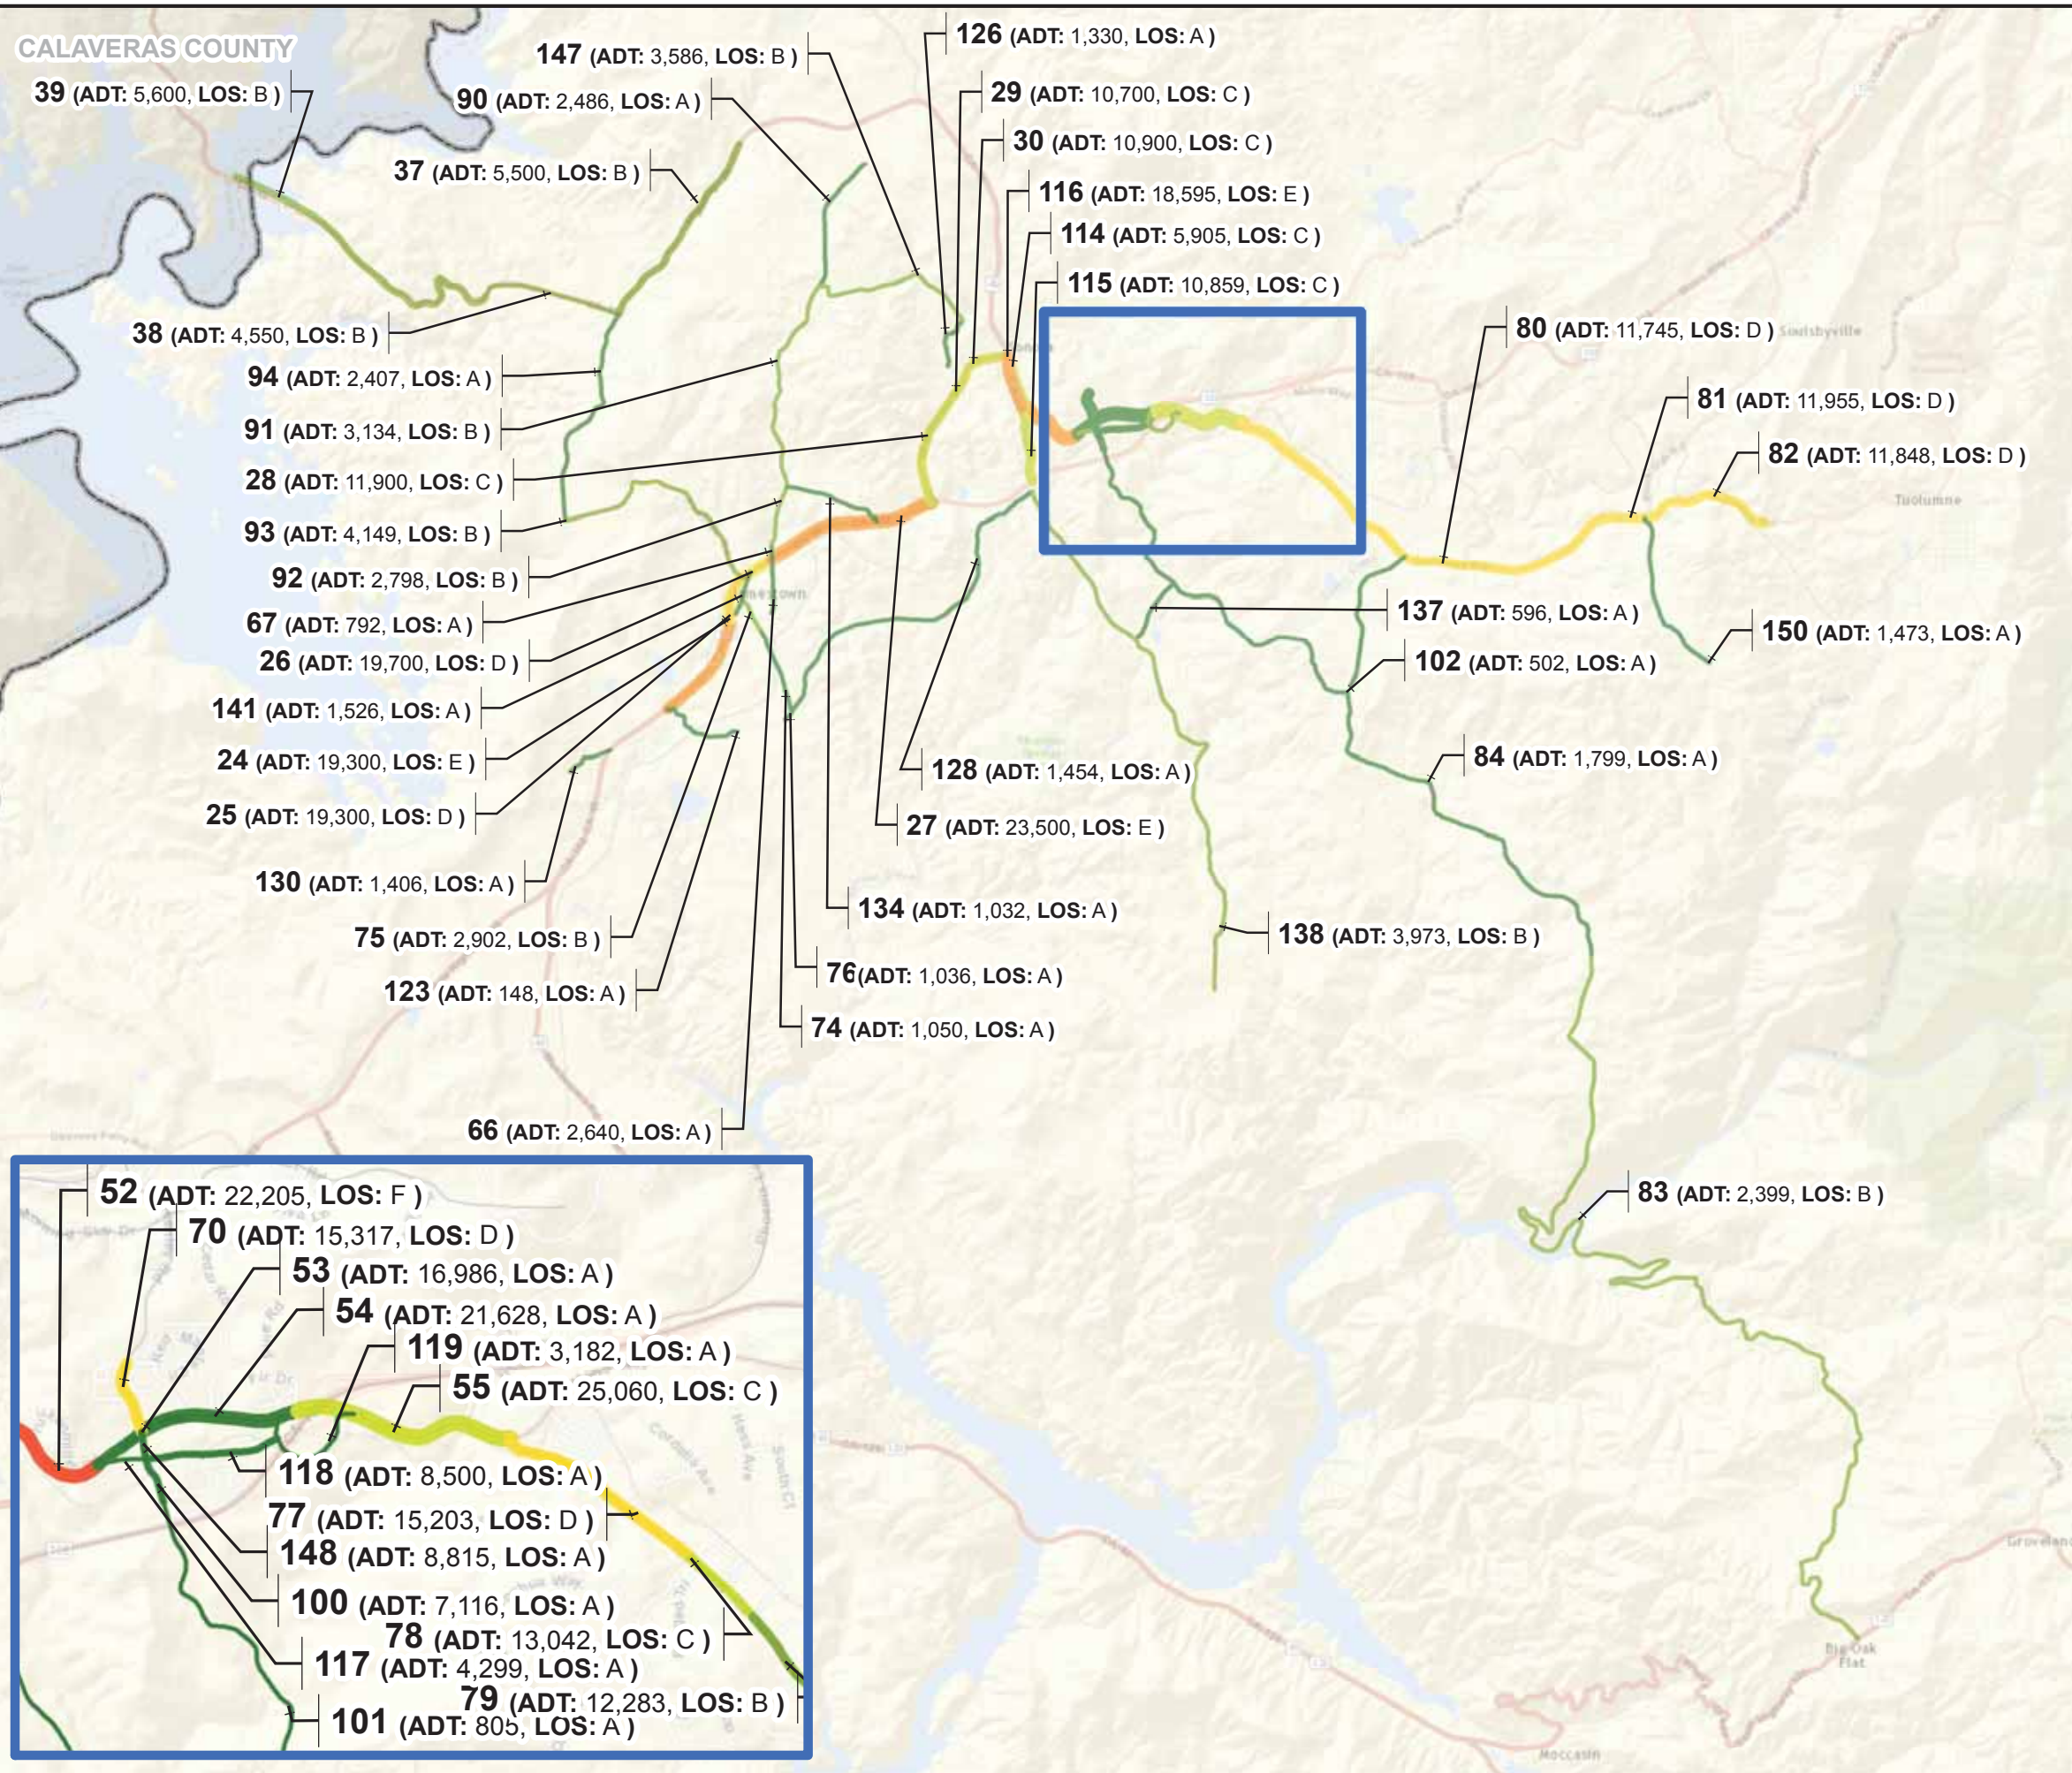 CALAVERAS COUNTY
126 (ADT: 1,330, LOS: A )
147 (ADT: 3,586, LOS: B )
39 (ADT: 5,600, LOS: B )
90 (ADT: 2,486, LOS: A )
29 (ADT: 10,700, LOS: C )
30 (ADT: 10,900, LOS: C )
37 (ADT: 5,500, LOS: B )
116 (ADT: 18,595, LOS: E )
114 (ADT: 5,905, LOS: C )
115 (ADT: 10,859, LOS: C )
38 (ADT: 4,550, LOS: B )
80 (ADT: 11,745, LOS: D )
Soulsbyville
94 (ADT: 2,407, LOS: A )
81 (ADT: 11,955, LOS: D )
91 (ADT: 3,134, LOS: B )
82 (ADT: 11,848, LOS: D )
28 (ADT: 11,900, LOS: C )
Tuolumne
93 (ADT: 4,149, LOS: B )
92 (ADT: 2,798, LOS: B )
67 (ADT: 792, LOS: A )
137 (ADT: 596, LOS: A )
150 (ADT: 1,473, LOS: A )
26 (ADT: 19,700, LOS: D )
102 (ADT: 502, LOS: A )
141 (ADT: 1,526, LOS: A )
24 (ADT: 19,300, LOS: E )
84 (ADT: 1,799, LOS: A )
128 (ADT: 1,454, LOS: A )
25 (ADT: 19,300, LOS: D )
27 (ADT: 23,500, LOS: E )
130 (ADT: 1,406, LOS: A )
134 (ADT: 1,032, LOS: A )
75 (ADT: 2,902, LOS: B )
138 (ADT: 3,973, LOS: B )
76(ADT: 1,036, LOS: A )
123 (ADT: 148, LOS: A )
74 (ADT: 1,050, LOS: A )
66 (ADT: 2,640, LOS: A )
83 (ADT: 2,399, LOS: B )
52 (ADT: 22,205, LOS: F )
70 (ADT: 15,317, LOS: D )
53 (ADT: 16,986, LOS: A )
54 (ADT: 21,628, LOS: A )
119 (ADT: 3,182, LOS: A )
55 (ADT: 25,060, LOS: C )
Cordelia Ave
Hess Ave
South Ct
118 (ADT: 8,500, LOS: A )
77 (ADT: 15,203, LOS: D )
148 (ADT: 8,815, LOS: A )
100 (ADT: 7,116, LOS: A )
78 (ADT: 13,042, LOS: C )
117 (ADT: 4,299, LOS: A )
79 (ADT: 12,283, LOS: B )
101 (ADT: 805, LOS: A )
Groveland
Big Oak
Flat
Moccasin